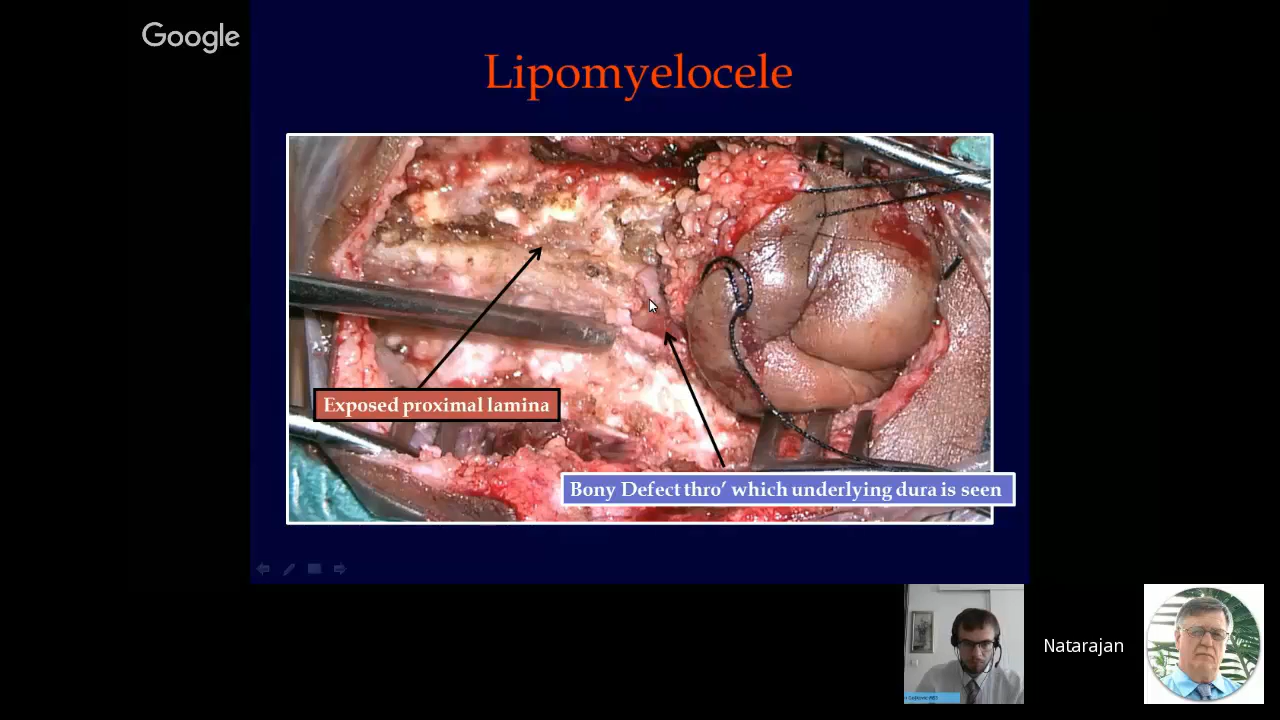 Google
Lipomyelocele
Exposed proximal lamina
Bony Defect thro’ which underlying dura is seen
Natarajan